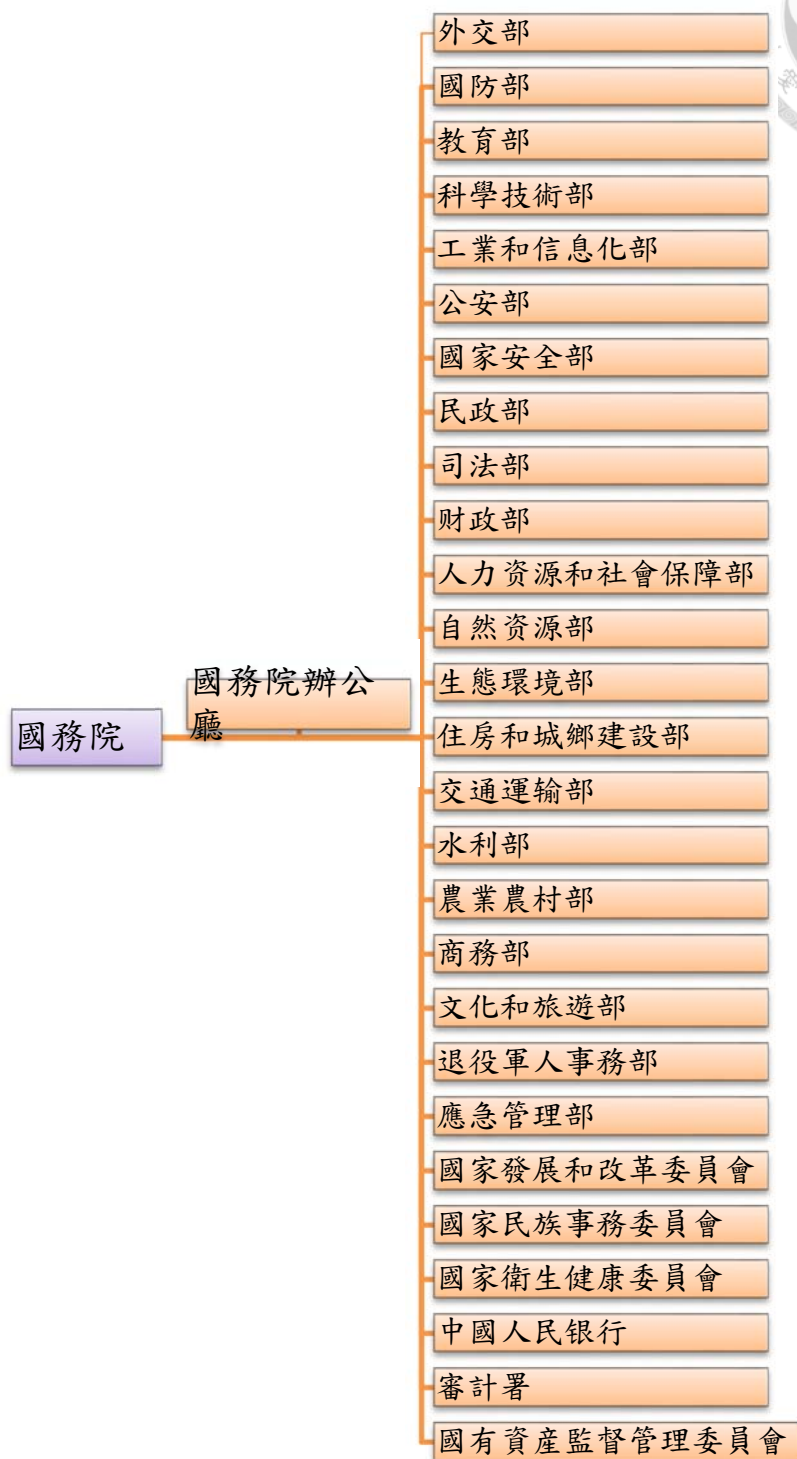 外交部
國防部
教育部
科學技術部
工業和信息化部
公安部
國家安全部
民政部
司法部
财政部
人力资源和社會保障部
自然资源部
國務院辦公
廳
國務院
生態環境部
住房和城鄉建設部
交通運输部
水利部
農業農村部
商務部
文化和旅遊部
退役軍人事務部
應急管理部
國家發展和改革委員會
國家民族事務委員會
國家衛生健康委員會
中國人民银行
審計署
國有資產監督管理委員會